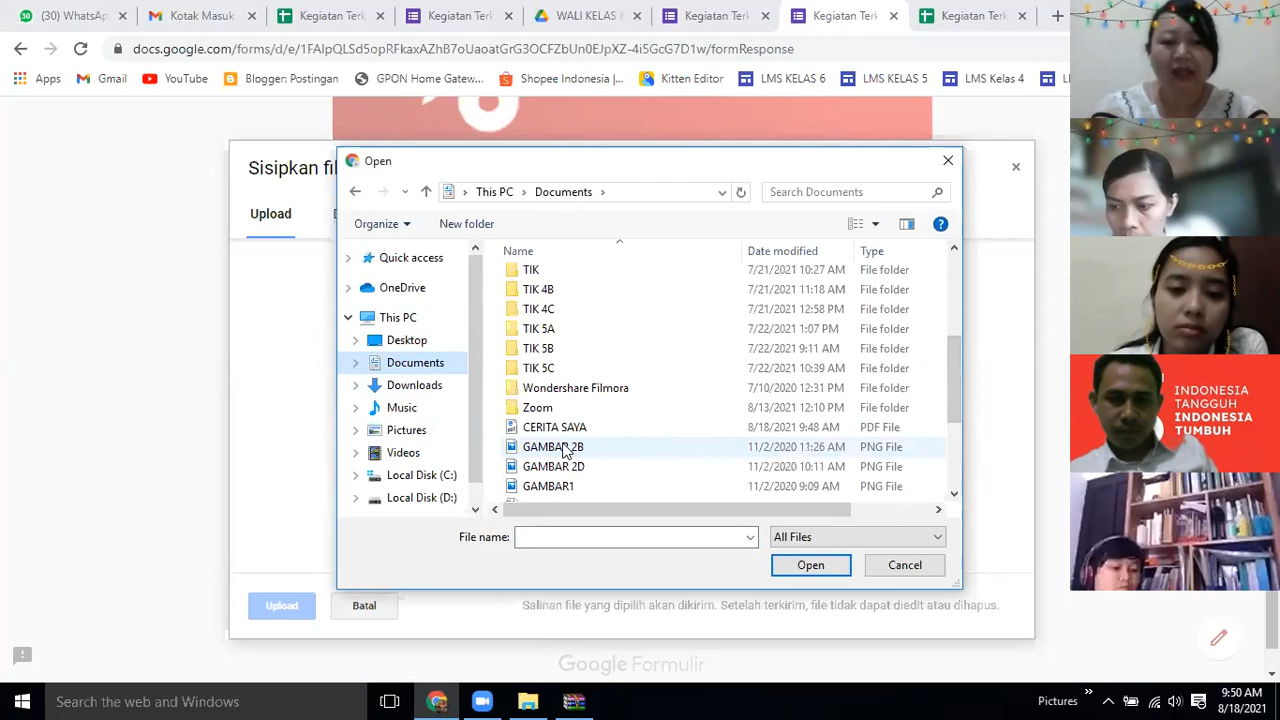 (30) WhatsAp
Kotak Masuk
Kegiatan Terk
Kegiatan Terk
WALI KELAS 6
Kegiatan Terk
Kegiatan Terk
Kegiatan Terk
docs.google.com/forms/d/e/1FAIpQLSd5opRFkaxAZhB7oUaoatGrG3OCFZbUn0EJpXZ-4i5GcG7D1w/formResponse
Apps
Gmail
YouTube
Blogger: Postingan
GPON Home Gatew...
Shopee Indonesia |...
Kitten Editor
LMS KELAS 6
LMS KELAS 5
LMS Kelas 4
Sisipkan fil
Open
This PC
Documents
Search Documents
Upload
Organize
New folder
Name
Date modified
Type
Quick access
OneDrive
This PC
Desktop
Documents
Downloads
Music
Pictures
Videos
Local Disk (C:)
Local Disk (D:)
TIK 7/21/2021 10:27 AM File folder
TIK 4B 7/21/2021 11:18 AM File folder
TIK 4C 7/21/2021 12:58 PM File folder
TIK 5A 7/22/2021 1:07 PM File folder
TIK 5B 7/22/2021 9:11 AM File folder
TIK 5C 7/22/2021 10:39 AM File folder
Wondershare Filmora 7/10/2020 12:31 PM File folder
Zoom 8/13/2021 12:10 PM File folder
CERITA SAYA 8/18/2021 9:48 AM PDF File
GAMBAR 2B 11/2/2020 11:26 AM PNG File
GAMBAR 2D 11/2/2020 10:11 AM PNG File
GAMBAR1 11/2/2020 9:09 AM PNG File
File name:
All Files
Open
Cancel
Upload
Batal
Salinan file yang dipilih akan dikirim. Setelah terkirim, file tidak dapat diedit atau dihapus.
Google Formulir
INDONESIA
TANGGUH
INDONESIA
TUMBUH
Search the web and Windows
Pictures
9:50 AM
8/18/2021